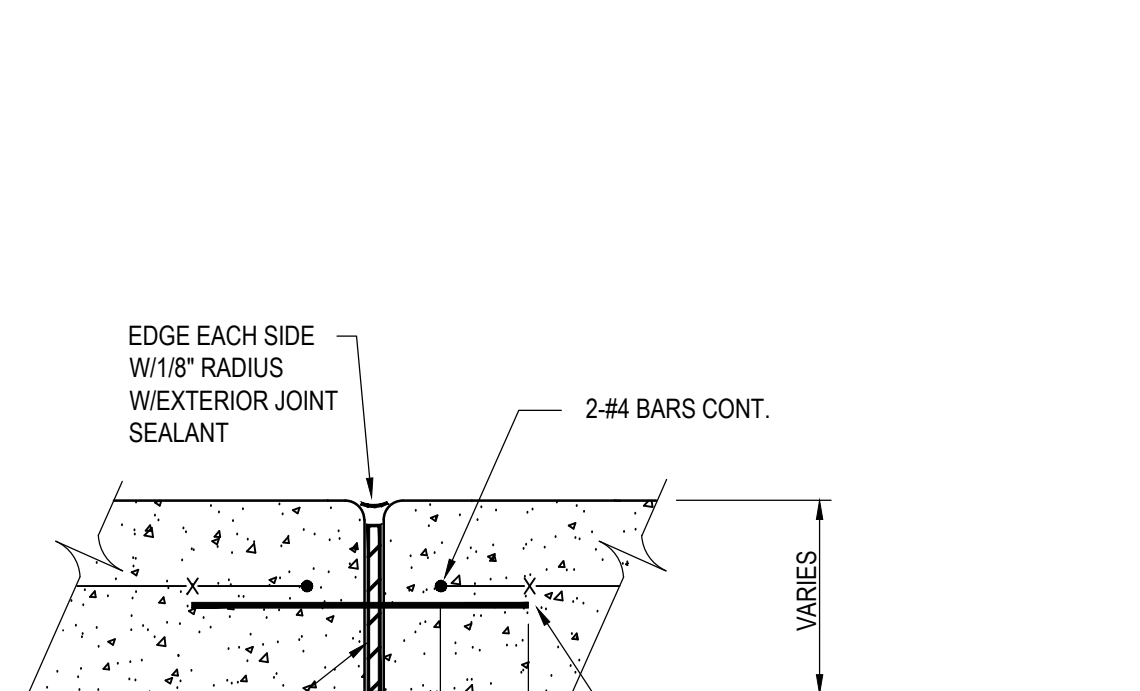 EDGE EACH SIDE
W/1/8" RADIUS
W/EXTERIOR JOINT
SEALANT
2-#4 BARS CONT.
X
X
VARIES